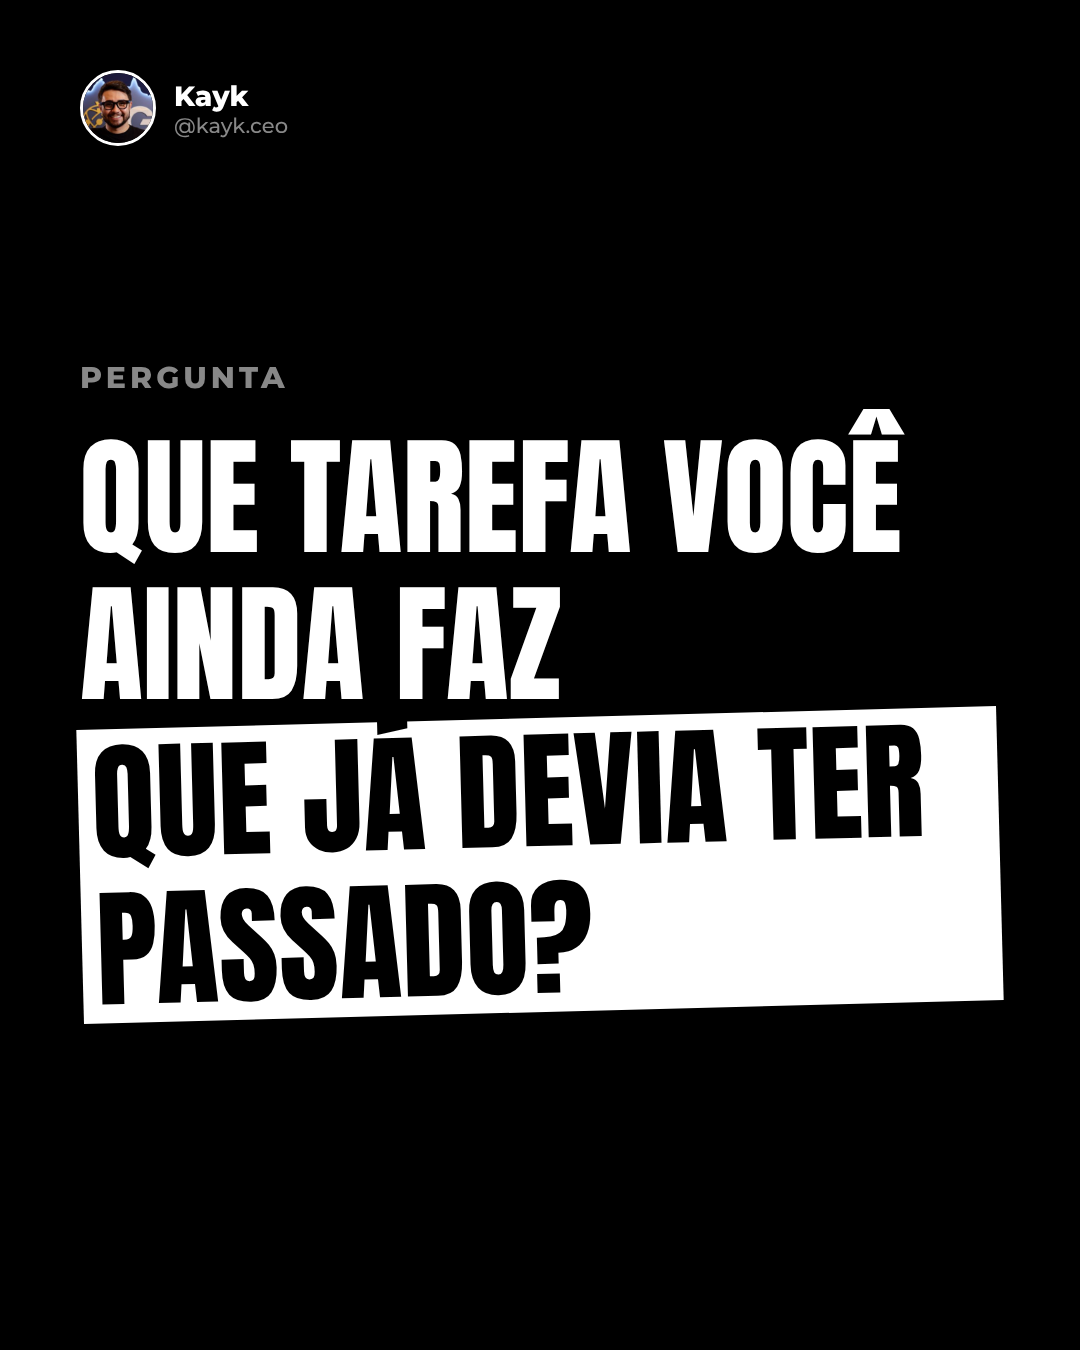 Kayk
@kayk.ceo
PERGUNTA
QUE TAREFA VOCÊ
AINDA FAZ
QUE JÁ DEVIA TER
PASSADO?